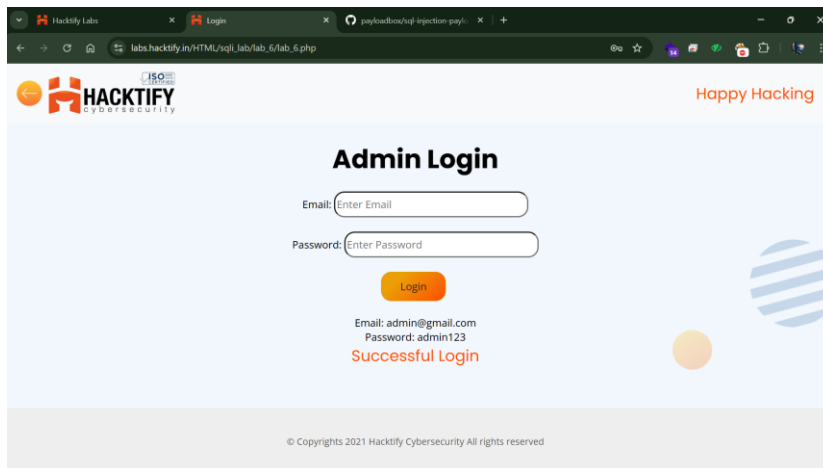 Hacktify Labs
Login
payloadbox/sql-injection-paylo
labs.hacktify.in/HTML/sqli_lab/lab_6/lab_6.php
ISO
HACKTIFY
cybersecurity
Happy Hacking
Admin Login
Email: Enter Email
Password: Enter Password
Login
Email: admin@gmail.com
Password: admin123
Successful Login
© Copyrights 2021 Hacktify Cybersecurity All rights reserved